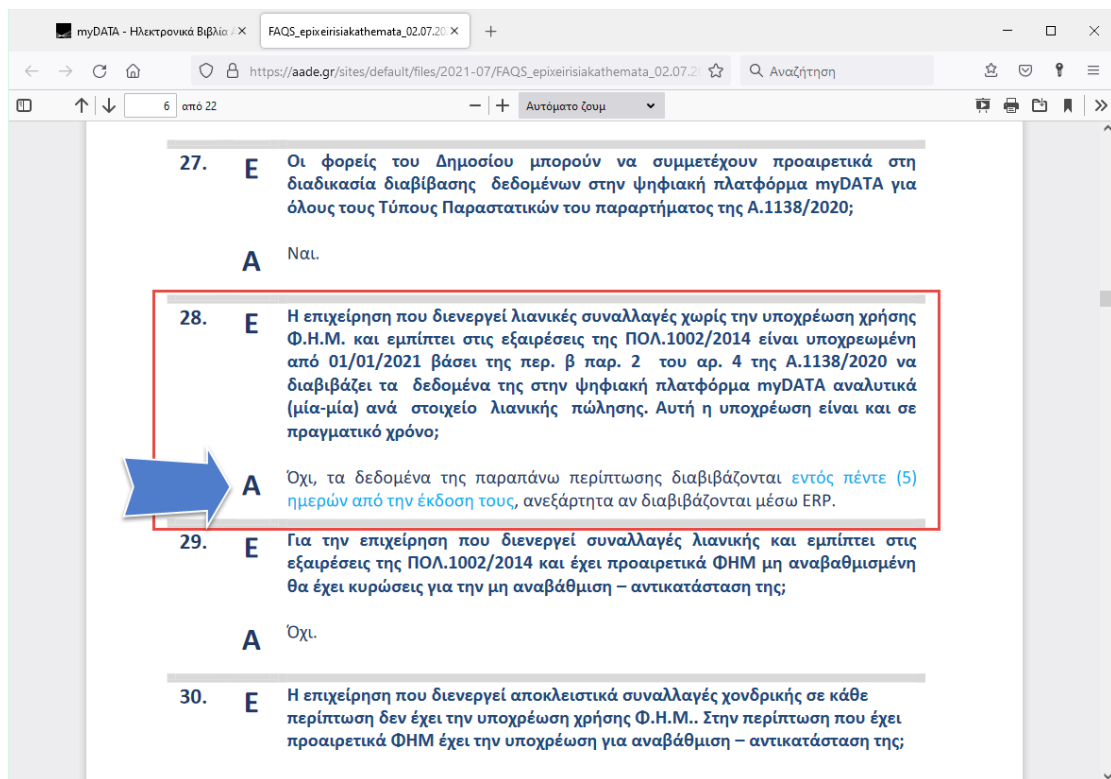 myDATA - Ηλεκτρονικά Βιβλία
FAQS_epixeirisiakathemata_02.07.20
https://aade.gr/sites/default/files/2021-07/FAQS_epixeirisiakathemata_02.07.2
Αναζήτηση
6 από 22
Αυτόματο ζουμ
27. Ε Οι φορείς του Δημοσίου μπορούν να συμμετέχουν προαιρετικά στη
διαδικασία διαβίβασης δεδομένων στην ψηφιακή πλατφόρμα myDATA για
όλους τους Τύπους Παραστατικών του παραρτήματος της Α.1138/2020;
Α Ναι.
28. Ε Η επιχείρηση που διενεργεί λιανικές συναλλαγές χωρίς την υποχρέωση χρήσης
Φ.Η.Μ. και εμπίπτει στις εξαιρέσεις της ΠΟΛ.1002/2014 είναι υποχρεωμένη
από 01/01/2021 βάσει της περ. β παρ. 2 του αρ. 4 της Α.1138/2020 να
διαβιβάζει τα δεδομένα της στην ψηφιακή πλατφόρμα myDATA αναλυτικά
(μία-μία) ανά στοιχείο λιανικής πώλησης. Αυτή η υποχρέωση είναι και σε
πραγματικό χρόνο;
Α Όχι, τα δεδομένα της παραπάνω περίπτωσης διαβιβάζονται εντός πέντε (5)
ημερών από την έκδοση τους, ανεξάρτητα αν διαβιβάζονται μέσω ERP.
29. Ε Για την επιχείρηση που διενεργεί συναλλαγές λιανικής και εμπίπτει στις
εξαιρέσεις της ΠΟΛ.1002/2014 και έχει προαιρετικά ΦΗΜ μη αναβαθμισμένη
θα έχει κυρώσεις για την μη αναβάθμιση – αντικατάσταση της;
Α Όχι.
30. Ε Η επιχείρηση που διενεργεί αποκλειστικά συναλλαγές χονδρικής σε κάθε
περίπτωση δεν έχει την υποχρέωση χρήσης Φ.Η.Μ.. Στην περίπτωση που έχει
προαιρετικά ΦΗΜ έχει την υποχρέωση για αναβάθμιση – αντικατάσταση της;